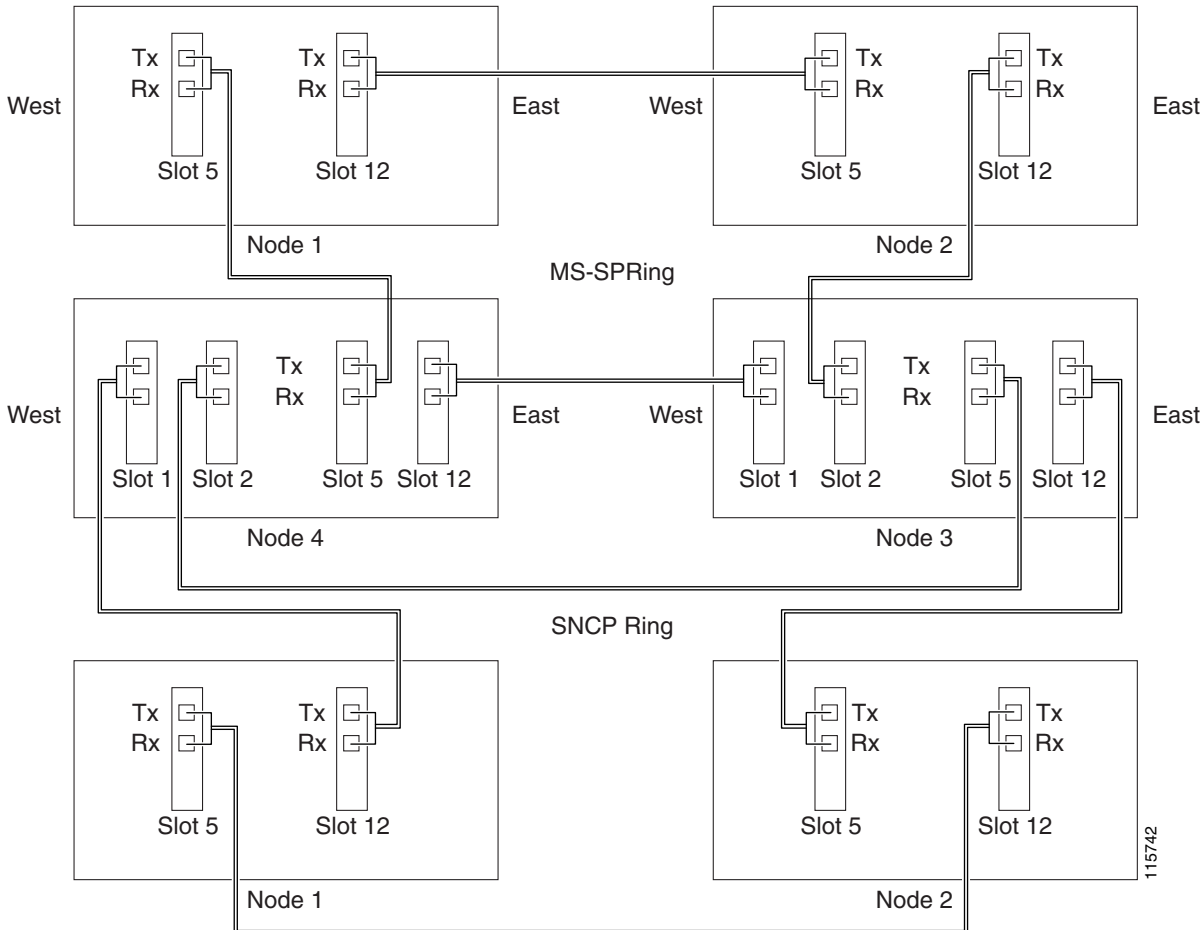 Tx Tx Tx Tx
Rx Rx Rx Rx
West East West East
Slot 5 Slot 12 Slot 5 Slot 12
Node 1 Node 2
MS-SPRing
Tx Tx
Rx Rx
West East West East
Slot 1 Slot 2 Slot 5 Slot 12 Slot 1 Slot 2 Slot 5 Slot 12
Node 4 Node 3
SNCP Ring
Tx Tx Tx Tx
Rx Rx Rx Rx
Slot 5 Slot 12 Slot 5 Slot 12
115742
Node 1 Node 2